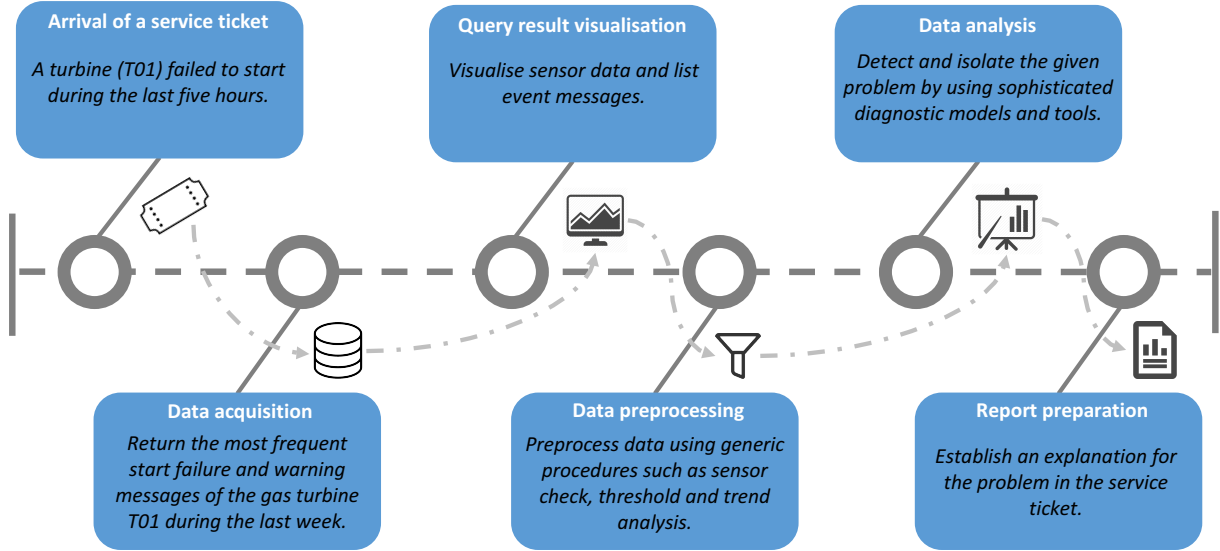 Arrival of a service ticket
A turbine (T01) failed to start
during the last five hours.
Data acquisition
Return the most frequent
start failure and warning
messages of the gas turbine
T01 during the last week.
Query result visualisation
Visualise sensor data and list
event messages.
Data preprocessing
Preprocess data using generic
procedures such as sensor
check, threshold and trend
analysis.
Data analysis
Detect and isolate the given
problem by using sophisticated
diagnostic models and tools.
Report preparation
Establish an explanation for
the problem in the service
ticket.